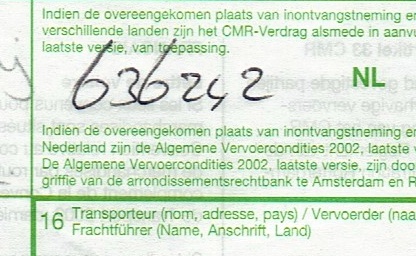 Indien de overeengekomen plaats van inontvangstneming en
verschillende landen zijn het CMR-Verdrag alsmede in aanvu
laatste versie, van toepassing.
636242
NL
Indien de overeengekomen plaats van inontvangstneming en
Nederland zijn de Algemene Vervoercondities 2002, laatste v
De Algemene Vervoercondities 2002, laatste versie, zijn doo
griffie van de arrondissementsrechtbank te Amsterdam en R
16 Transporteur (nom, adresse, pays) / Vervoerder (naa
Frachtführer (Name, Anschrift, Land)